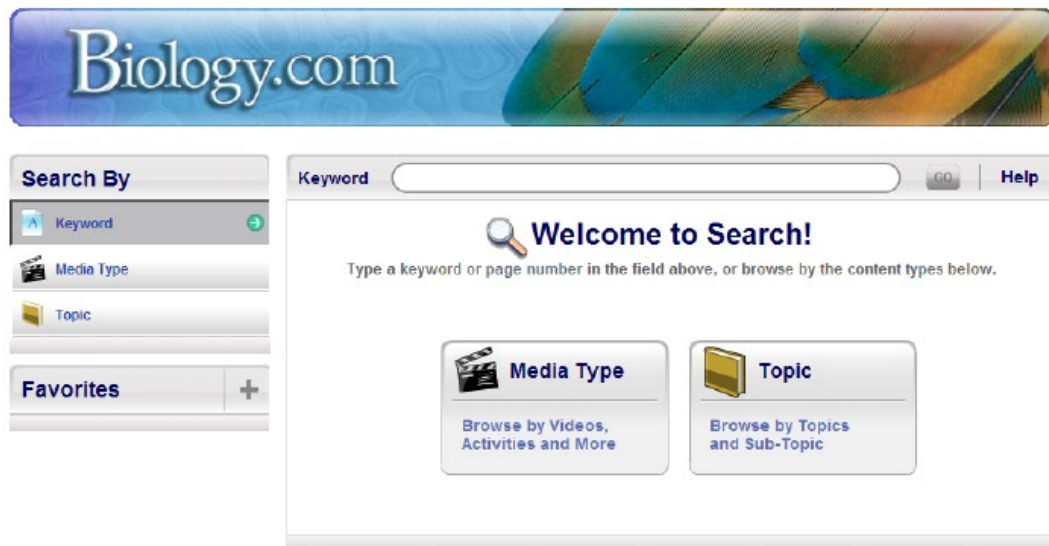 Biology.com
Search By
Keyword
Media Type
Topic
Favorites
Keyword
GO
Help
Welcome to Search!
Type a keyword or page number in the field above, or browse by the content types below.
Media Type
Browse by Videos,
Activities and More
Topic
Browse by Topics
and Sub-Topic